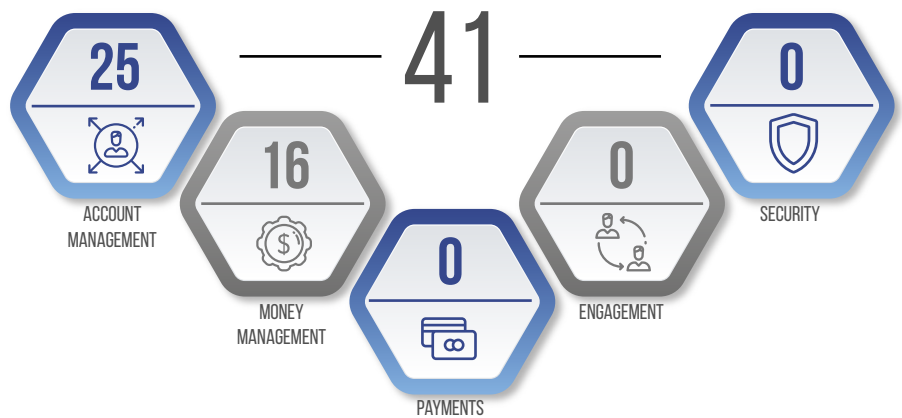 41
25
ACCOUNT
MANAGEMENT
16
$
MONEY
MANAGEMENT
0
PAYMENTS
0
ENGAGEMENT
0
SECURITY